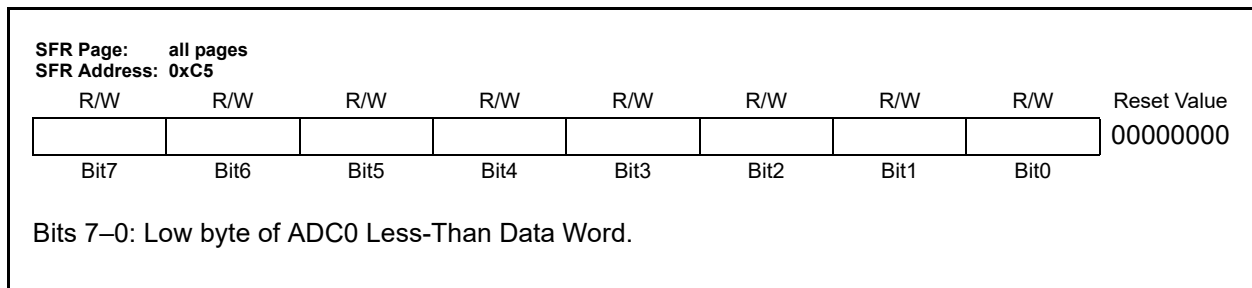 SFR Page: all pages
SFR Address: 0xC5
R/W R/W R/W R/W R/W R/W R/W R/W Reset Value
00000000
Bit7 Bit6 Bit5 Bit4 Bit3 Bit2 Bit1 Bit0
Bits 7–0: Low byte of ADC0 Less-Than Data Word.